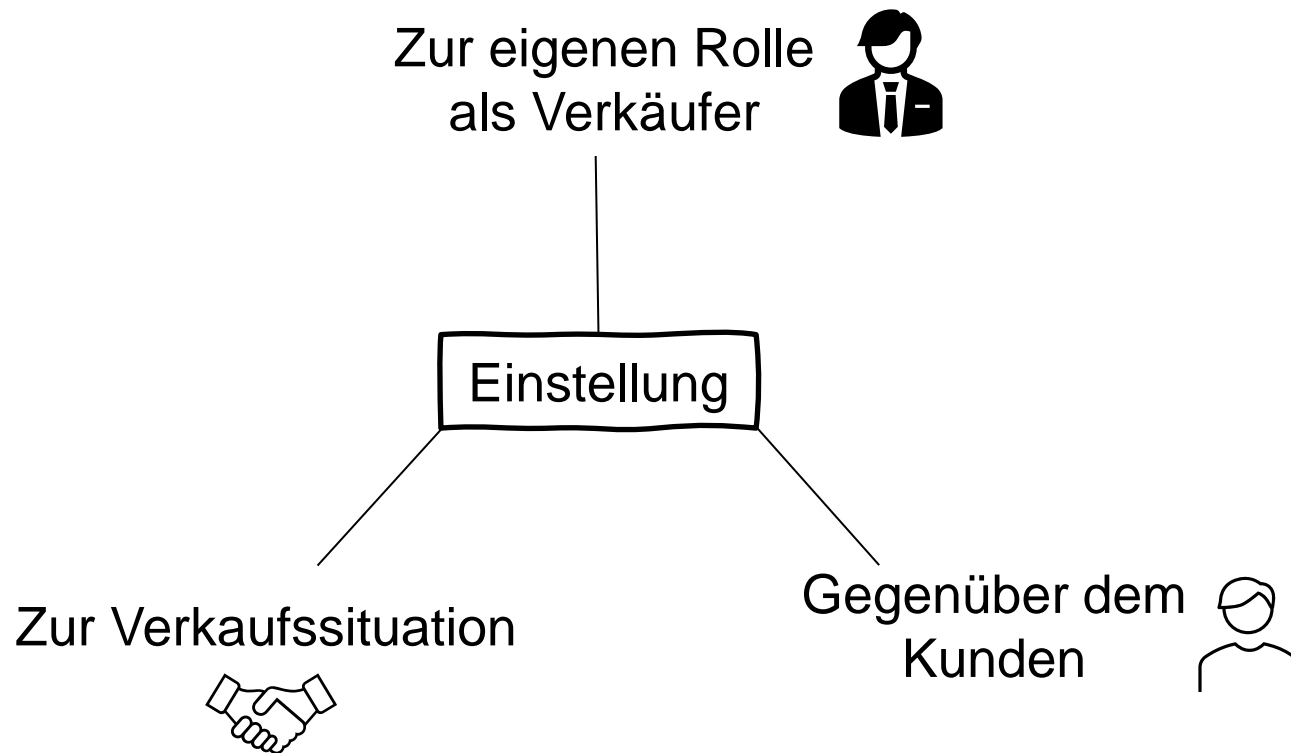 Zur eigenen Rolle
als Verkäufer
Einstellung
Zur Verkaufssituation
Gegenüber dem
Kunden